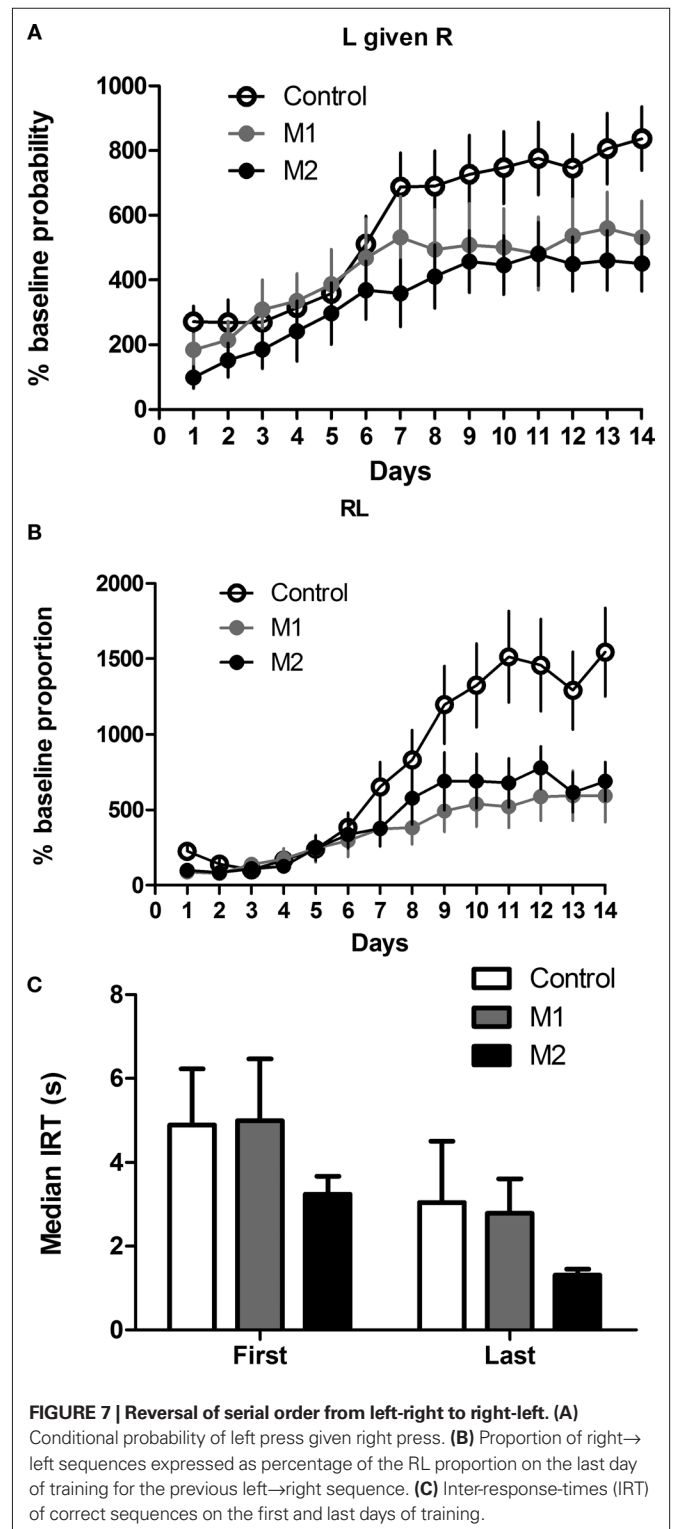 A
L given R
Control
M1
M2
% baseline probability
1000
800
600
400
200
0
0 1 2 3 4 5 6 7 8 9 10 11 12 13 14
Days
RL
B
Control
M1
M2
% baseline proportion
2000
1500
1000
500
0
0 1 2 3 4 5 6 7 8 9 10 11 12 13 14
Days
C
Control
M1
M2
Median IRT (s)
8
6
4
2
0
First Last
FIGURE 7 | Reversal of serial order from left-right to right-left. (A)
Conditional probability of left press given right press. (B) Proportion of right→
left sequences expressed as percentage of the RL proportion on the last day
of training for the previous left→right sequence. (C) Inter-response-times (IRT)
of correct sequences on the first and last days of training.